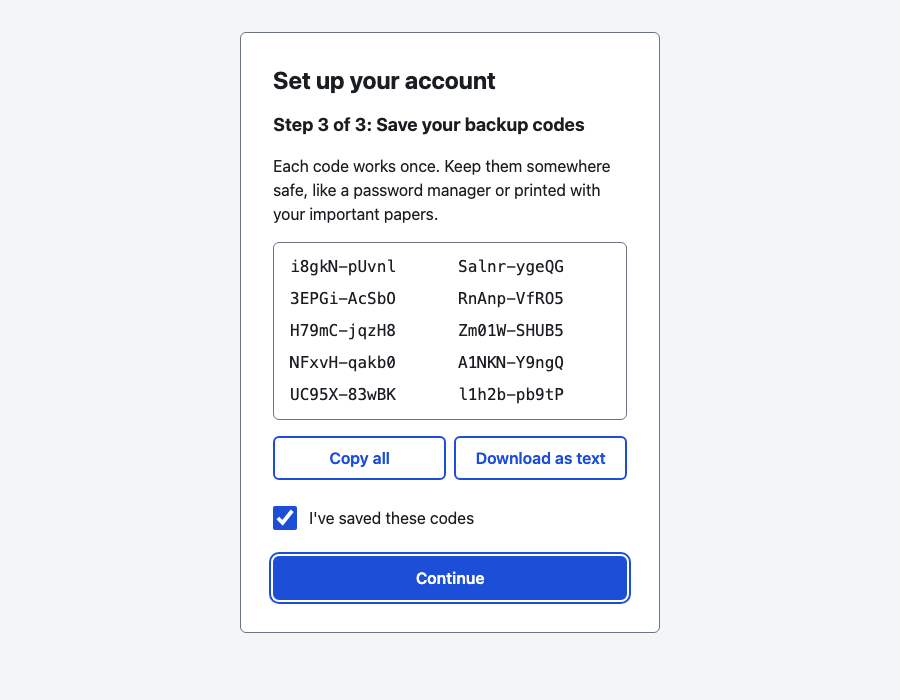 Set up your account
Step 3 of 3: Save your backup codes
Each code works once. Keep them somewhere
safe, like a password manager or printed with
your important papers.
i8gkN-pUvnl Salnr-ygeQG
3EPGi-AcSbO RnAnp-VfRO5
H79mC-jqzH8 Zm01W-SHUB5
NFxvH-qakb0 A1NKN-Y9ngQ
UC95X-83wBK l1h2b-pb9tP
Copy all Download as text
I've saved these codes
Continue